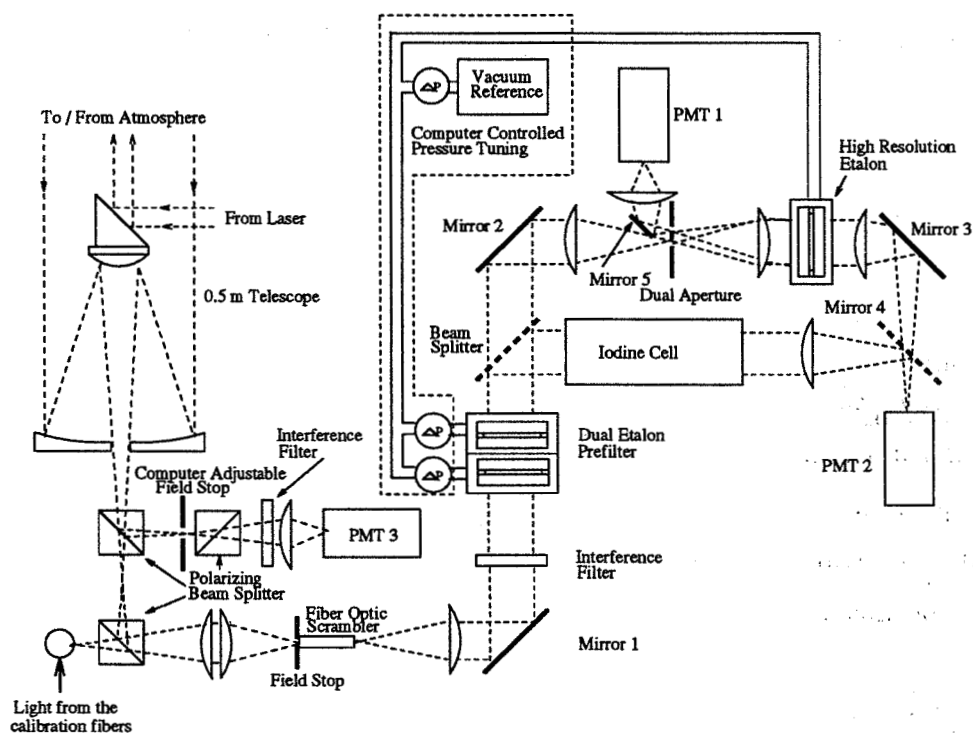 To / From Atmosphere
From Laser
0.5 m Telescope
ΔP
Vacuum
Reference
Computer Controlled
Pressure Tuning
PMT 1
High Resolution
Etalon
Mirror 2
Mirror 3
Mirror 5
Dual Aperture
Mirror 4
Beam
Splitter
Iodine Cell
ΔP
ΔP
Dual Etalon
Prefilter
PMT 2
Interference
Filter
Computer Adjustable
Field Stop
PMT 3
Polarizing
Beam Splitter
Interference
Filter
Fiber Optic
Scrambler
Field Stop
Mirror 1
Light from the
calibration fibers